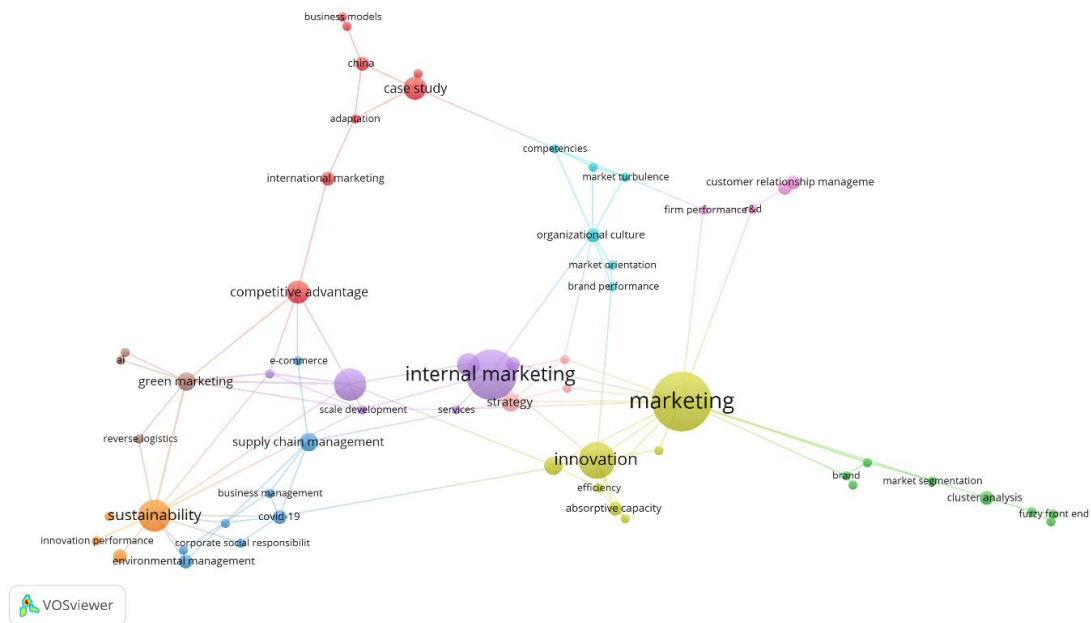 business models
china
case study
adaptation
competencies
market turbulence
international marketing
customer relationship manageme
firm performance
r&d
organizational culture
market orientation
competitive advantage
brand performance
e-commerce
ai
internal marketing
green marketing
strategy
marketing
scale development
services
reverse logistics
supply chain management
innovation
brand
market segmentation
efficiency
business management
cluster analysis
absorptive capacity
sustainability
covid-19
fuzzy front end
innovation performance
corporate social responsibilit
environmental management
VOSviewer